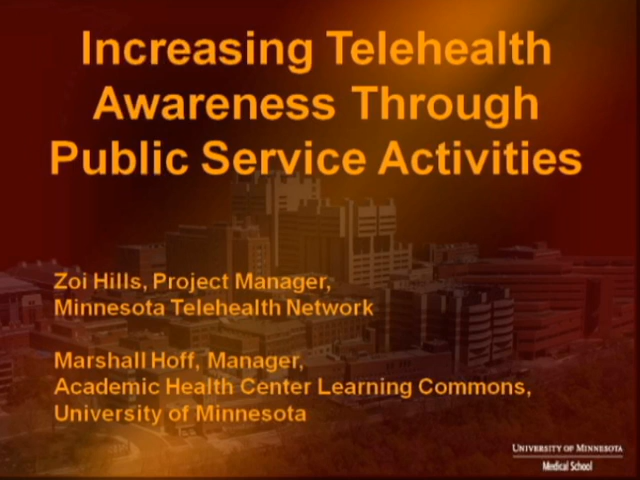 Increasing Telehealth
Awareness Through
Public Service Activities
Zoi Hills, Project Manager,
Minnesota Telehealth Network
Marshall Hoff, Manager,
Academic Health Center Learning Commons,
University of Minnesota
UNIVERSITY OF MINNESOTA
Medical School